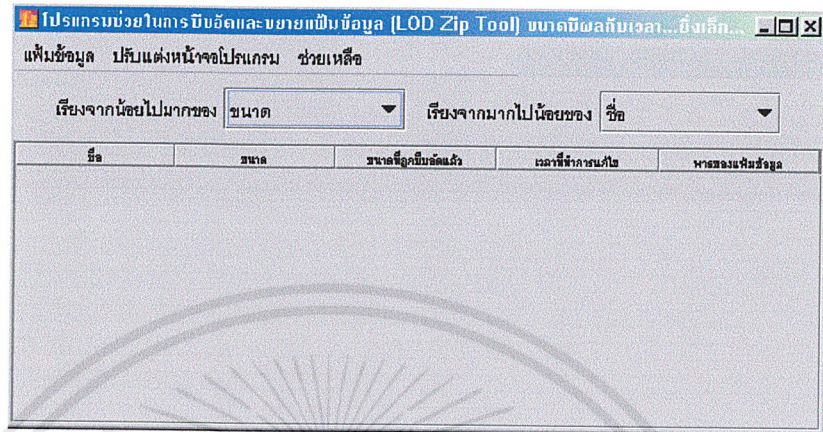 โปรแกรมช่วยในการบีบอัดและขยายแฟ้มข้อมูล (LOD Zip Tool) ขนาดมีผลกับเวลา...ยิ่งเล็ก...
แฟ้มข้อมูล ปรับแต่งหน้าจอโปรแกรม ช่วยเหลือ
เรียงจากน้อยไปมากของ ขนาด เรียงจากมากไปน้อยของ ชื่อ
ชื่อ ขนาด ขนาดที่ถูกบีบอัดแล้ว เวลาที่ทำการแก้ไข พาธของแฟ้มข้อมูล